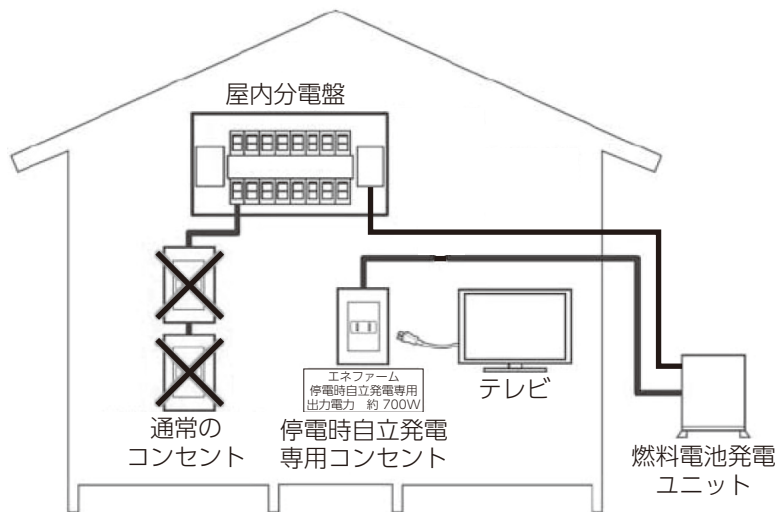 屋内分電盤
エネファーム
停電時自立発電専用
出力電力　約 700W
テレビ
通常の
コンセント
停電時自立発電
専用コンセント
燃料電池発電
ユニット